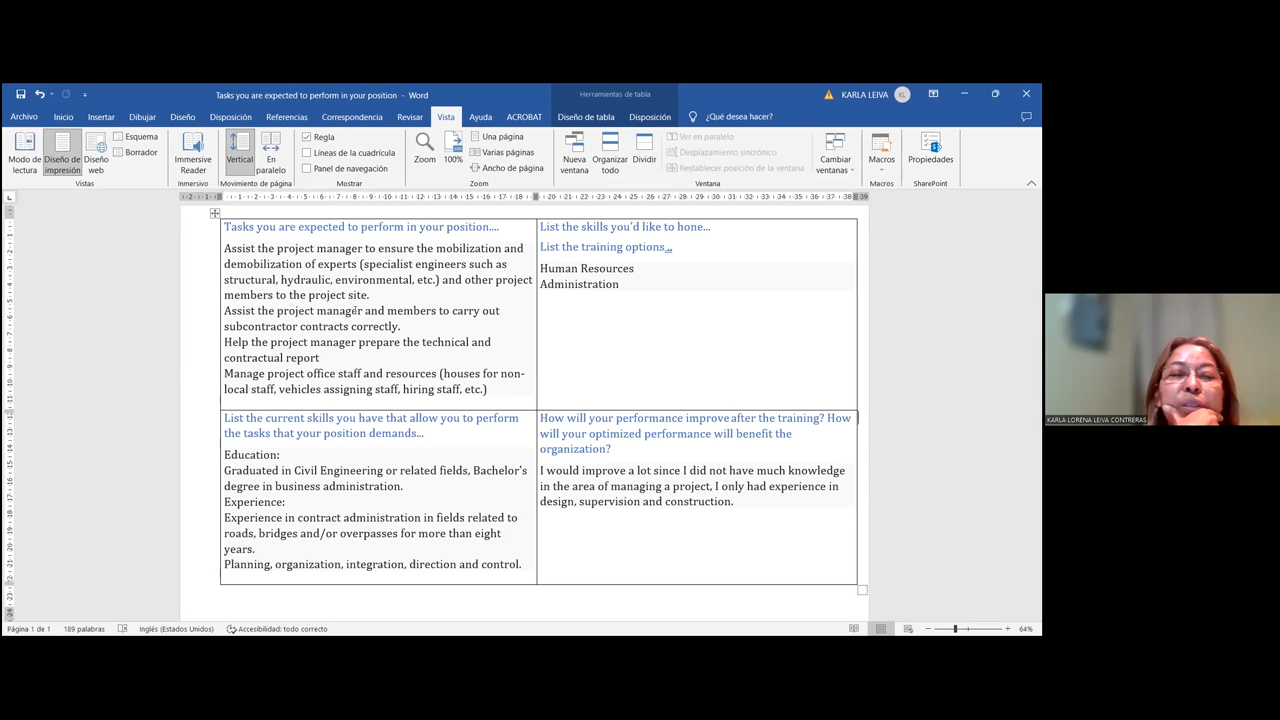 Tasks you are expected to perform in your position - Word
Herramientas de tabla
KARLA LEIVA
KL
Archivo Inicio Insertar Dibujar Diseño Disposición Referencias Correspondencia Revisar Vista Ayuda ACROBAT Diseño de tabla Disposición ¿Qué desea hacer?
Modo de lectura
Diseño de impresión
Diseño web
Esquema
Borrador
Vistas
Immersive Reader
Inmersivo
Vertical
En paralelo
Movimiento de página
Regla
Líneas de la cuadrícula
Panel de navegación
Mostrar
Zoom
100%
Una página
Varias páginas
Ancho de página
Zoom
Nueva ventana
Organizar todo
Dividir
Ver en paralelo
Desplazamiento sincrónico
Restablecer posición de la ventana
Ventana
Cambiar ventanas
Macros
Macros
Propiedades
SharePoint
Tasks you are expected to perform in your position....
Assist the project manager to ensure the mobilization and
demobilization of experts (specialist engineers such as
structural, hydraulic, environmental, etc.) and other project
members to the project site.
Assist the project manager and members to carry out
subcontractor contracts correctly.
Help the project manager prepare the technical and
contractual report
Manage project office staff and resources (houses for non-
local staff, vehicles assigning staff, hiring staff, etc.)
List the skills you'd like to hone...
List the training options...
Human Resources
Administration
List the current skills you have that allow you to perform
the tasks that your position demands...
Education:
Graduated in Civil Engineering or related fields, Bachelor's
degree in business administration.
Experience:
Experience in contract administration in fields related to
roads, bridges and/or overpasses for more than eight
years.
Planning, organization, integration, direction and control.
How will your performance improve after the training? How
will your optimized performance will benefit the
organization?
I would improve a lot since I did not have much knowledge
in the area of managing a project, I only had experience in
design, supervision and construction.
Página 1 de 1 189 palabras Inglés (Estados Unidos) Accesibilidad: todo correcto 64%
KARLA LORENA LEIVA CONTRERAS